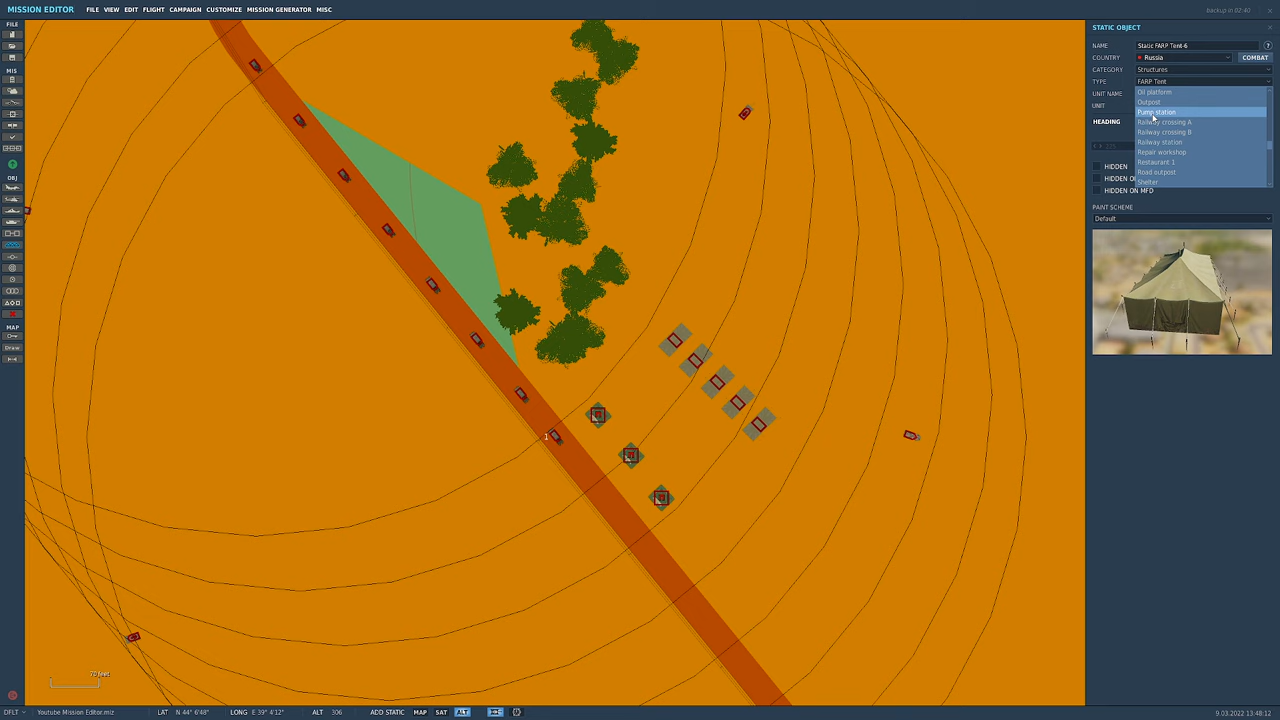 MISSION EDITOR FILE VIEW EDIT FLIGHT CAMPAIGN CUSTOMIZE MISSION GENERATOR MISC backup in 02:40
FILE
MIS
OBJ
MAP
Draw
STATIC OBJECT
NAME Static FARP Tent-6 ?
COUNTRY Russia COMBAT
CATEGORY Structures
TYPE FARP Tent
UNIT NAME
UNIT
HEADING
Oil platform
Outpost
Pump station
Railway crossing A
Railway crossing B
Railway station
Repair workshop
Restaurant 1
Road outpost
Shelter
HIDDEN
HIDDEN O
HIDDEN ON MFD
PAINT SCHEME
Default
1
70 feet
DFLT Youtube Mission Editor.miz LAT N 44° 6'48" LONG E 39° 4'12" ALT 306 ADD STATIC MAP SAT ALT 9 03.2022 13:48:12